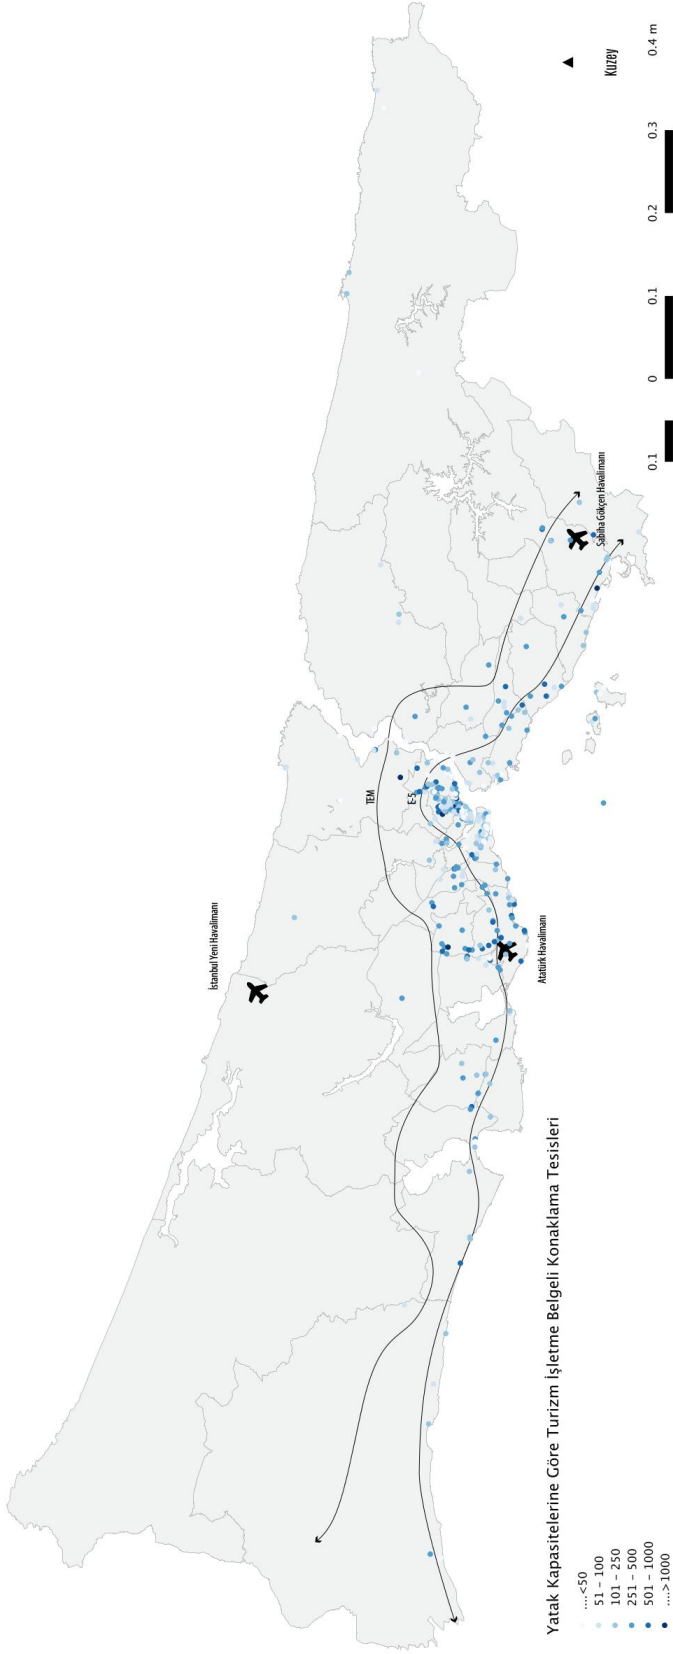 İstanbul Yeni Havalimanı
TEM
E-5
Atatürk Havalimanı
Sabiha Gökçen Havalimanı
Yatak Kapasitelerine Göre Turizm İşletme Belgeli Konaklama Tesisleri
....<50
51 – 100
101 – 250
251 – 500
501 – 1000
....>1000
0.1 0 0.1 0.2 0.3 0.4 m
Kuzey